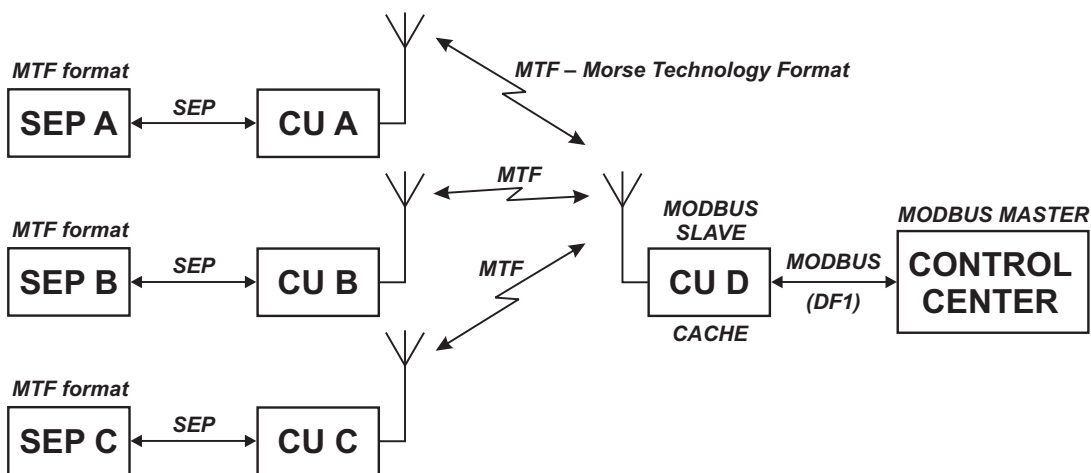 MTF format
SEP A
SEP
CU A
MTF – Morse Technology Format
MTF format
SEP B
SEP
CU B
MTF
MTF
MODBUS
SLAVE
CU D
CACHE
MODBUS
(DF1)
MODBUS MASTER
CONTROL
CENTER
MTF format
SEP C
SEP
CU C